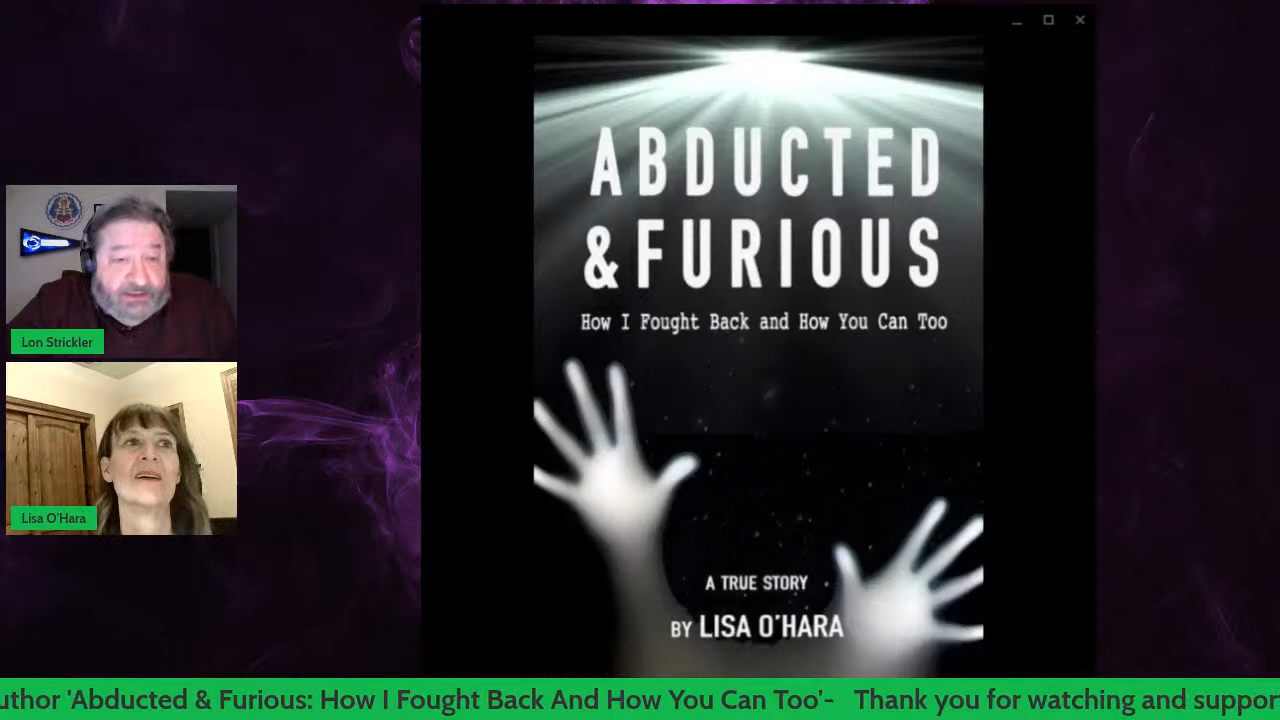 Lon Strickler
Lisa O'Hara
ABDUCTED
& FURIOUS
How I Fought Back and How You Can Too
A TRUE STORY
BY LISA O'HARA
uthor 'Abducted & Furious: How I Fought Back And How You Can Too'- Thank you for watching and suppor